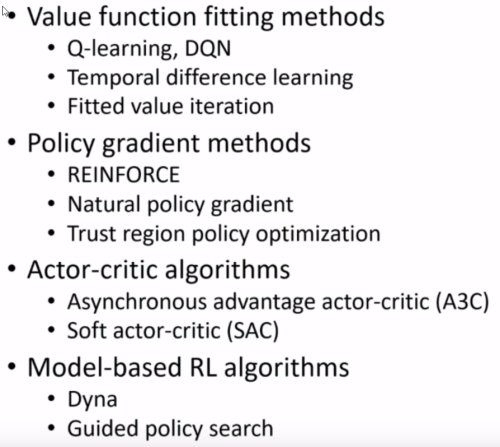 • Value function fitting methods
• Q-learning, DQN
• Temporal difference learning
• Fitted value iteration
• Policy gradient methods
• REINFORCE
• Natural policy gradient
• Trust region policy optimization
• Actor-critic algorithms
• Asynchronous advantage actor-critic (A3C)
• Soft actor-critic (SAC)
• Model-based RL algorithms
• Dyna
• Guided policy search